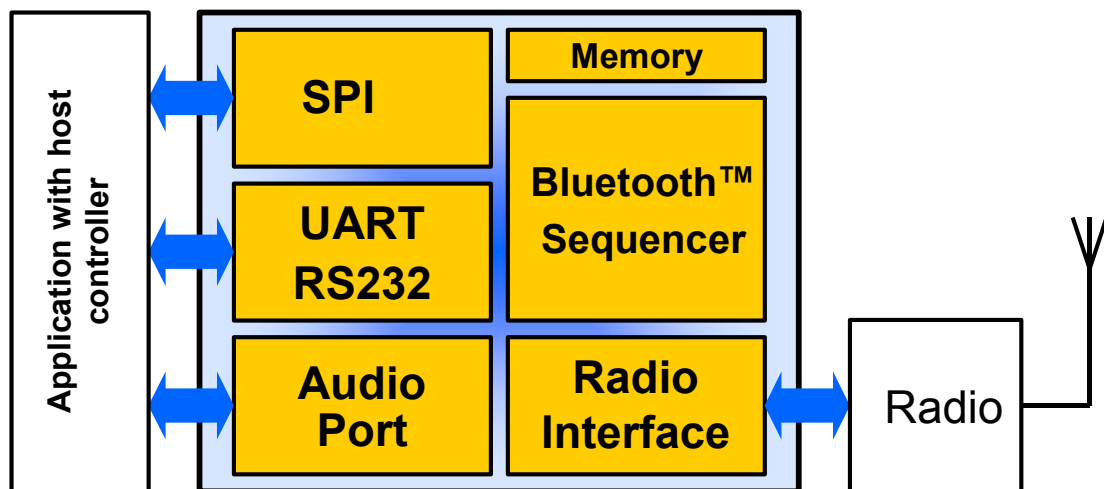 Application with host
controller
SPI
UART
RS232
Audio
Port
Memory
Bluetooth™
Sequencer
Radio
Interface
Radio